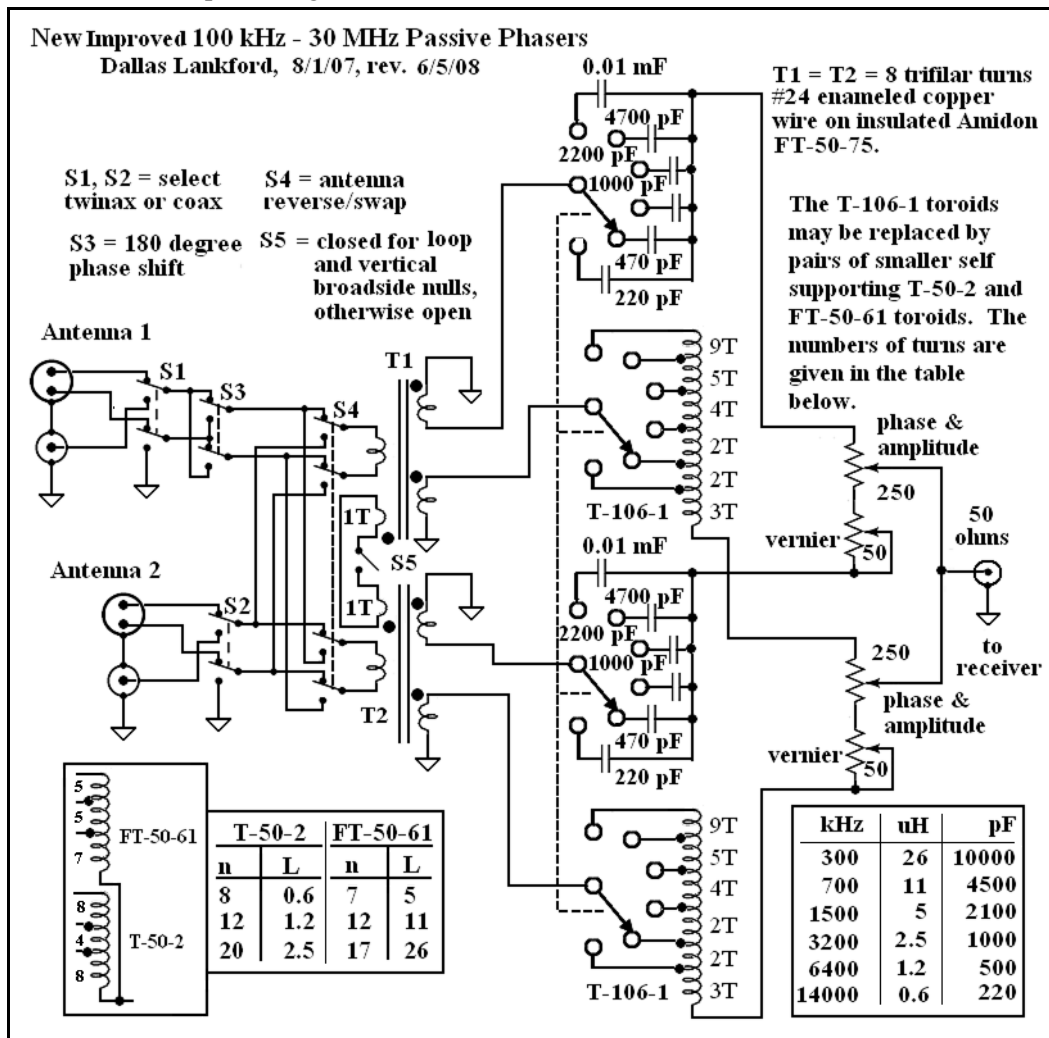 New Improved 100 kHz - 30 MHz Passive Phasers
Dallas Lankford, 8/1/07, rev. 6/5/08
S1, S2 = select
twinax or coax
S3 = 180 degree
phase shift
S4 = antenna
reverse/swap
S5 = closed for loop
and vertical
broadside nulls,
otherwise open
T1 = T2 = 8 trifilar turns
#24 enameled copper
wire on insulated Amidon
FT-50-75.
The T-106-1 toroids
may be replaced by
pairs of smaller self
supporting T-50-2 and
FT-50-61 toroids. The
numbers of turns are
given in the table
below.
Antenna 1
S1
S3
S4
T1
1T
S5
1T
Antenna 2
S2
T2
0.01 mF
4700 pF
2200 pF
1000 pF
470 pF
220 pF
9T
5T
4T
2T
2T
3T
T-106-1
0.01 mF
4700 pF
2200 pF
1000 pF
470 pF
220 pF
9T
5T
4T
2T
2T
3T
T-106-1
phase &
amplitude
250
vernier
50
50
ohms
to
receiver
250
phase &
amplitude
vernier
50
5
5
7
FT-50-61
8
4
8
T-50-2
T-50-2 FT-50-61
n L n L
8 0.6 7 5
12 1.2 12 11
20 2.5 17 26
kHz uH pF
300 26 10000
700 11 4500
1500 5 2100
3200 2.5 1000
6400 1.2 500
14000 0.6 220